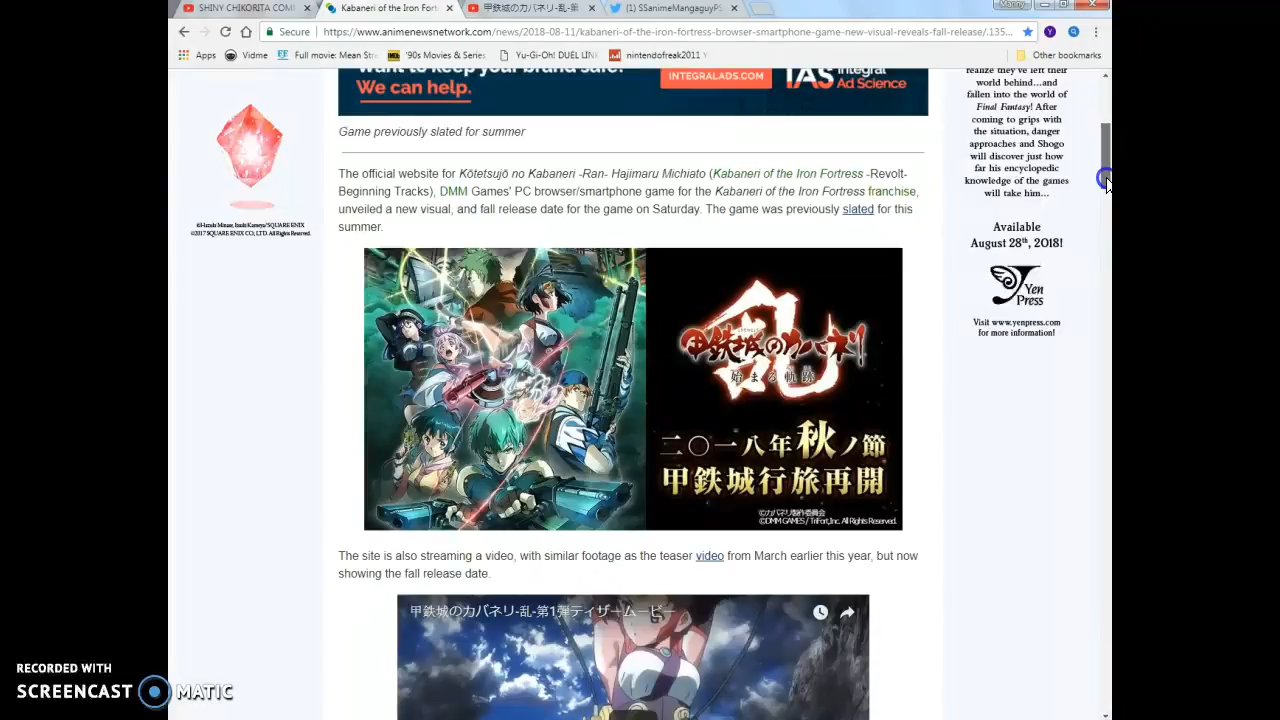 SHINY CHIKORITA COM
Kabaneri of the Iron Fort
甲鉄城のカバネリ-乱-第
(1) SSanimeMangaguyPS
Manny
Secure
https://www.animenewsnetwork.com/news/2018-08-11/kabaneri-of-the-iron-fortress-browser-smartphone-game-new-visual-reveals-fall-release/.135...
Apps
Vidme
Full movie: Mean Stre
'90s Movies & Series
Yu-Gi-Oh! DUEL LINK
nintendofreak2011 Y
Other bookmarks
want to keep your brand safe?
We can help.
INTEGRALADS.COM
IAS Integral
Ad Science
Game previously slated for summer
The official website for Kōtetsujō no Kabaneri -Ran- Hajimaru Michiato (Kabaneri of the Iron Fortress -Revolt-
Beginning Tracks), DMM Games' PC browser/smartphone game for the Kabaneri of the Iron Fortress franchise,
unveiled a new visual, and fall release date for the game on Saturday. The game was previously slated for this
summer.
乱
甲鉄城のカバネリ
始まる軌跡
二〇一八年秋ノ節
甲鉄城行旅再開
©カバネリ製作委員会
©DMM GAMES / TriFort, Inc. All Rights Reserved.
The site is also streaming a video, with similar footage as the teaser video from March earlier this year, but now
showing the fall release date.
甲鉄城のカバネリ-乱-第1弾ティザームービー
©Hazuki Minase, Itsuki Kameya/SQUARE ENIX
©2017 SQUARE ENIX CO., LTD. All Rights Reserved.
realize they've left their
world behind...and
fallen into the world of
Final Fantasy! After
coming to grips with
the situation, danger
approaches and Shogo
will discover just how
far his encyclopedic
knowledge of the games
will take him...
Available
August 28th, 2018!
Yen
Press
Visit www.yenpress.com
for more information!
RECORDED WITH
SCREENCAST MATIC